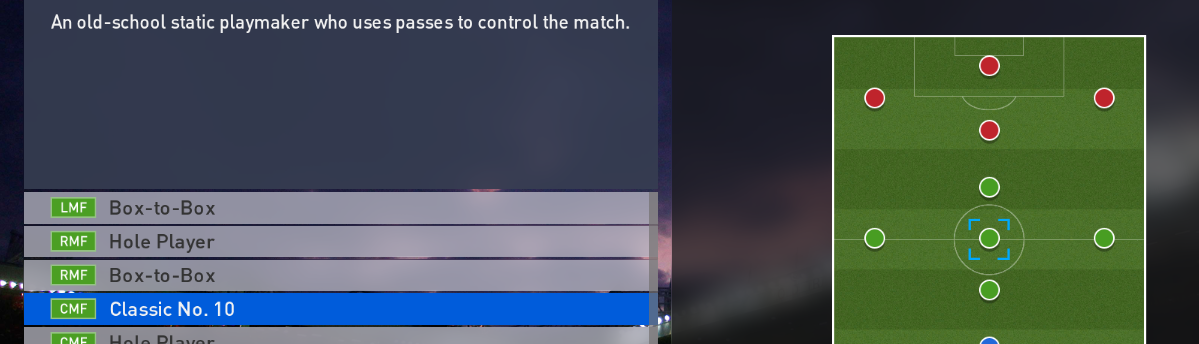 An old-school static playmaker who uses passes to control the match.
LMF Box-to-Box
RMF Hole Player
RMF Box-to-Box
CMF Classic No. 10
CMF Hole Player